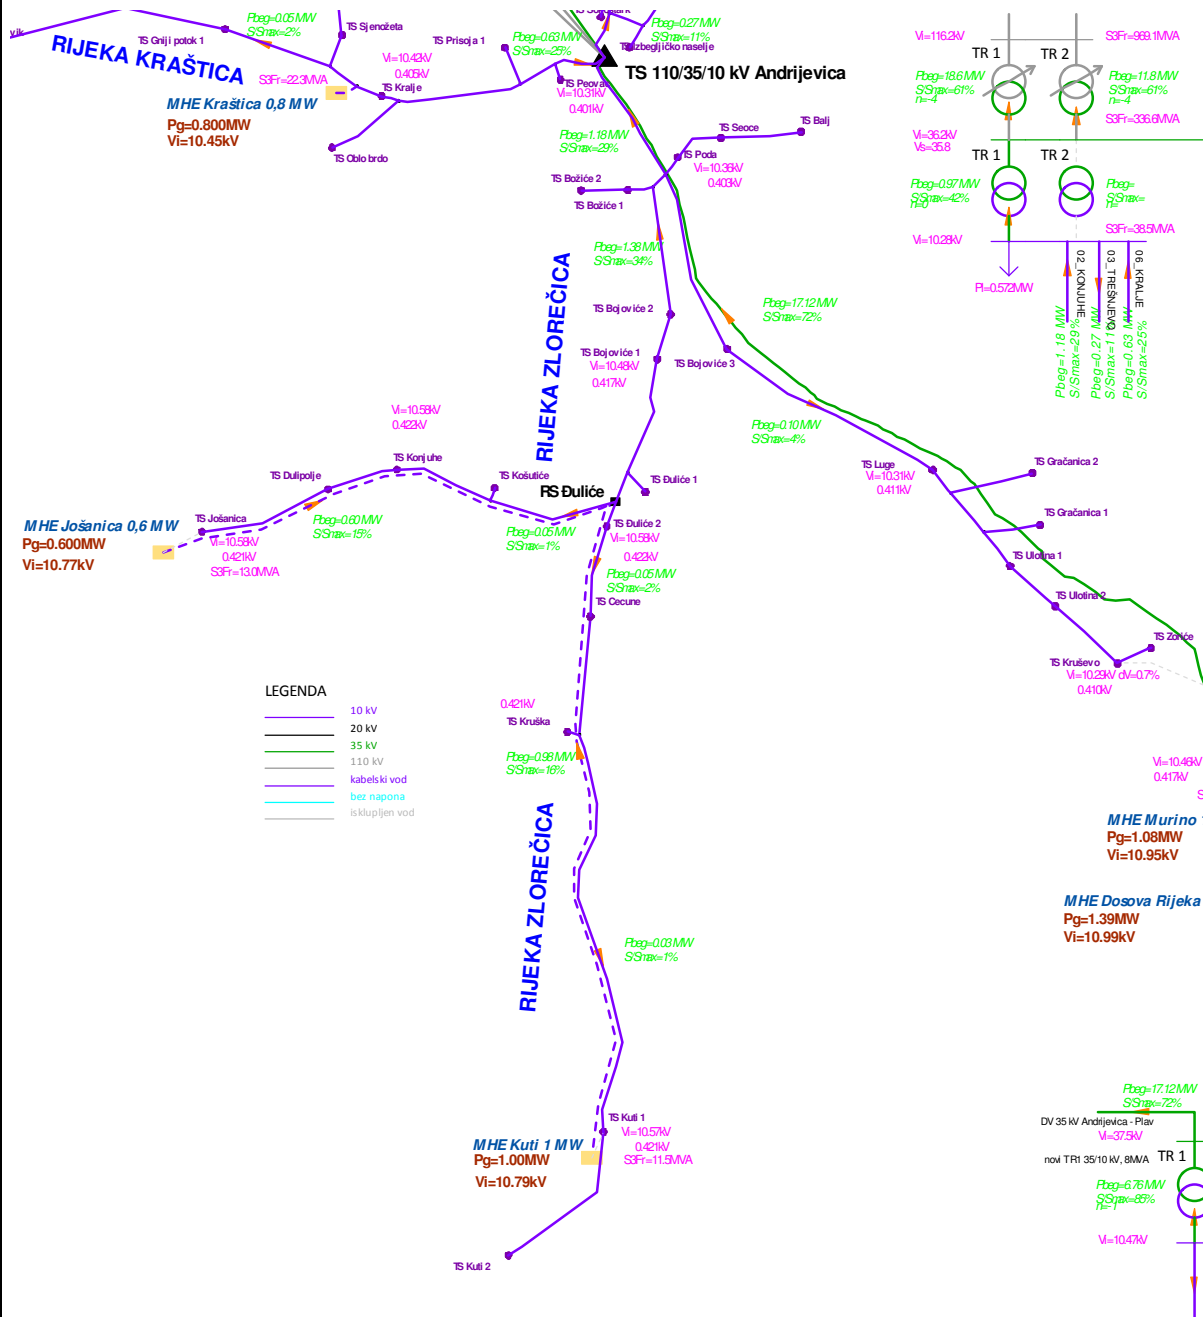 Pbeg=0.05 MW
S/Smax=2%
TS Sjenožeta
TS Gnjili potok 1
RIJEKA KRAŠTICA
S3Fr=22.3MVA
MHE Kraštica 0,8 MW
Pg=0.800MW
Vi=10.45kV
TS Kralje
Vi=10.42kV
0.405kV
TS Oblo brdo
TS Prisoja 1
Pbeg=0.63 MW
S/Smax=25%
Pbeg=0.27 MW
S/Smax=11%
TS Izbegljičko naselje
TS 110/35/10 kV Andrijevica
TS Peovac
Vi=10.31kV
0.401kV
Pbeg=1.18 MW
S/Smax=29%
TS Seoce
TS Balj
TS Poda
Vi=10.36kV
0.403kV
TS Božiće 2
TS Božiće 1
Pbeg=1.38 MW
S/Smax=34%
RIJEKA ZLOREČICA
TS Bojoviće 2
TS Bojoviće 1
Vi=10.48kV
0.417kV
TS Bojoviće 3
Pbeg=17.12 MW
S/Smax=72%
Pbeg=0.10 MW
S/Smax=4%
Vi=116.2kV
S3Fr=969.1MVA
TR 1
TR 2
Pbeg=18.6 MW
S/Smax=61%
n=-4
Pbeg=11.8 MW
S/Smax=61%
n=-4
S3Fr=336.6MVA
Vi=36.2kV
Vs=35.8
TR 1
TR 2
Pbeg=0.97 MW
S/Smax=42%
n=0
Pbeg=
S/Smax=
n=
S3Fr=38.5MVA
Vi=10.28kV
Pl=0.572MW
02_KONJUHE
03_TREŠNJEVO
06_KRALJE
Pbeg=1.18 MW
S/Smax=29%
Pbeg=0.27 MW
S/Smax=11%
Pbeg=0.63 MW
S/Smax=25%
Vi=10.58kV
0.422kV
TS Konjuhe
TS Dulipolje
TS Košutiće
RS Đuliće
TS Đuliće 1
MHE Jošanica 0,6 MW
Pg=0.600MW
Vi=10.77kV
TS Jošanica
Vi=10.58kV
0.421kV
S3Fr=13.0MVA
Pbeg=0.60 MW
S/Smax=15%
Pbeg=0.05 MW
S/Smax=1%
TS Đuliće 2
Vi=10.58kV
0.422kV
Pbeg=0.05 MW
S/Smax=2%
TS Cecune
TS Luge
Vi=10.31kV
0.411kV
TS Gračanica 2
TS Gračanica 1
TS Ulotina 1
TS Ulotina 2
TS Zoriće
TS Kruševo
Vi=10.29kV dV=0.7%
0.410kV
LEGENDA
10 kV
20 kV
35 kV
110 kV
kabelski vod
bez napona
isklupljen vod
0.421kV
TS Kruška
Pbeg=0.98 MW
S/Smax=16%
RIJEKA ZLOREČICA
Vi=10.46kV
0.417kV
S
MHE Murino
Pg=1.08MW
Vi=10.95kV
MHE Dosova Rijeka
Pg=1.39MW
Vi=10.99kV
Pbeg=0.03 MW
S/Smax=1%
TS Kuti 1
Vi=10.57kV
0.421kV
S3Fr=11.5MVA
MHE Kuti 1 MW
Pg=1.00MW
Vi=10.79kV
TS Kuti 2
Pbeg=17.12 MW
S/Smax=72%
DV 35 kV Andrijevica - Plav
Vi=37.5kV
novi TR1 35/10 kV, 8MVA
TR 1
Pbeg=6.76 MW
S/Smax=85%
n=-1
Vi=10.47kV